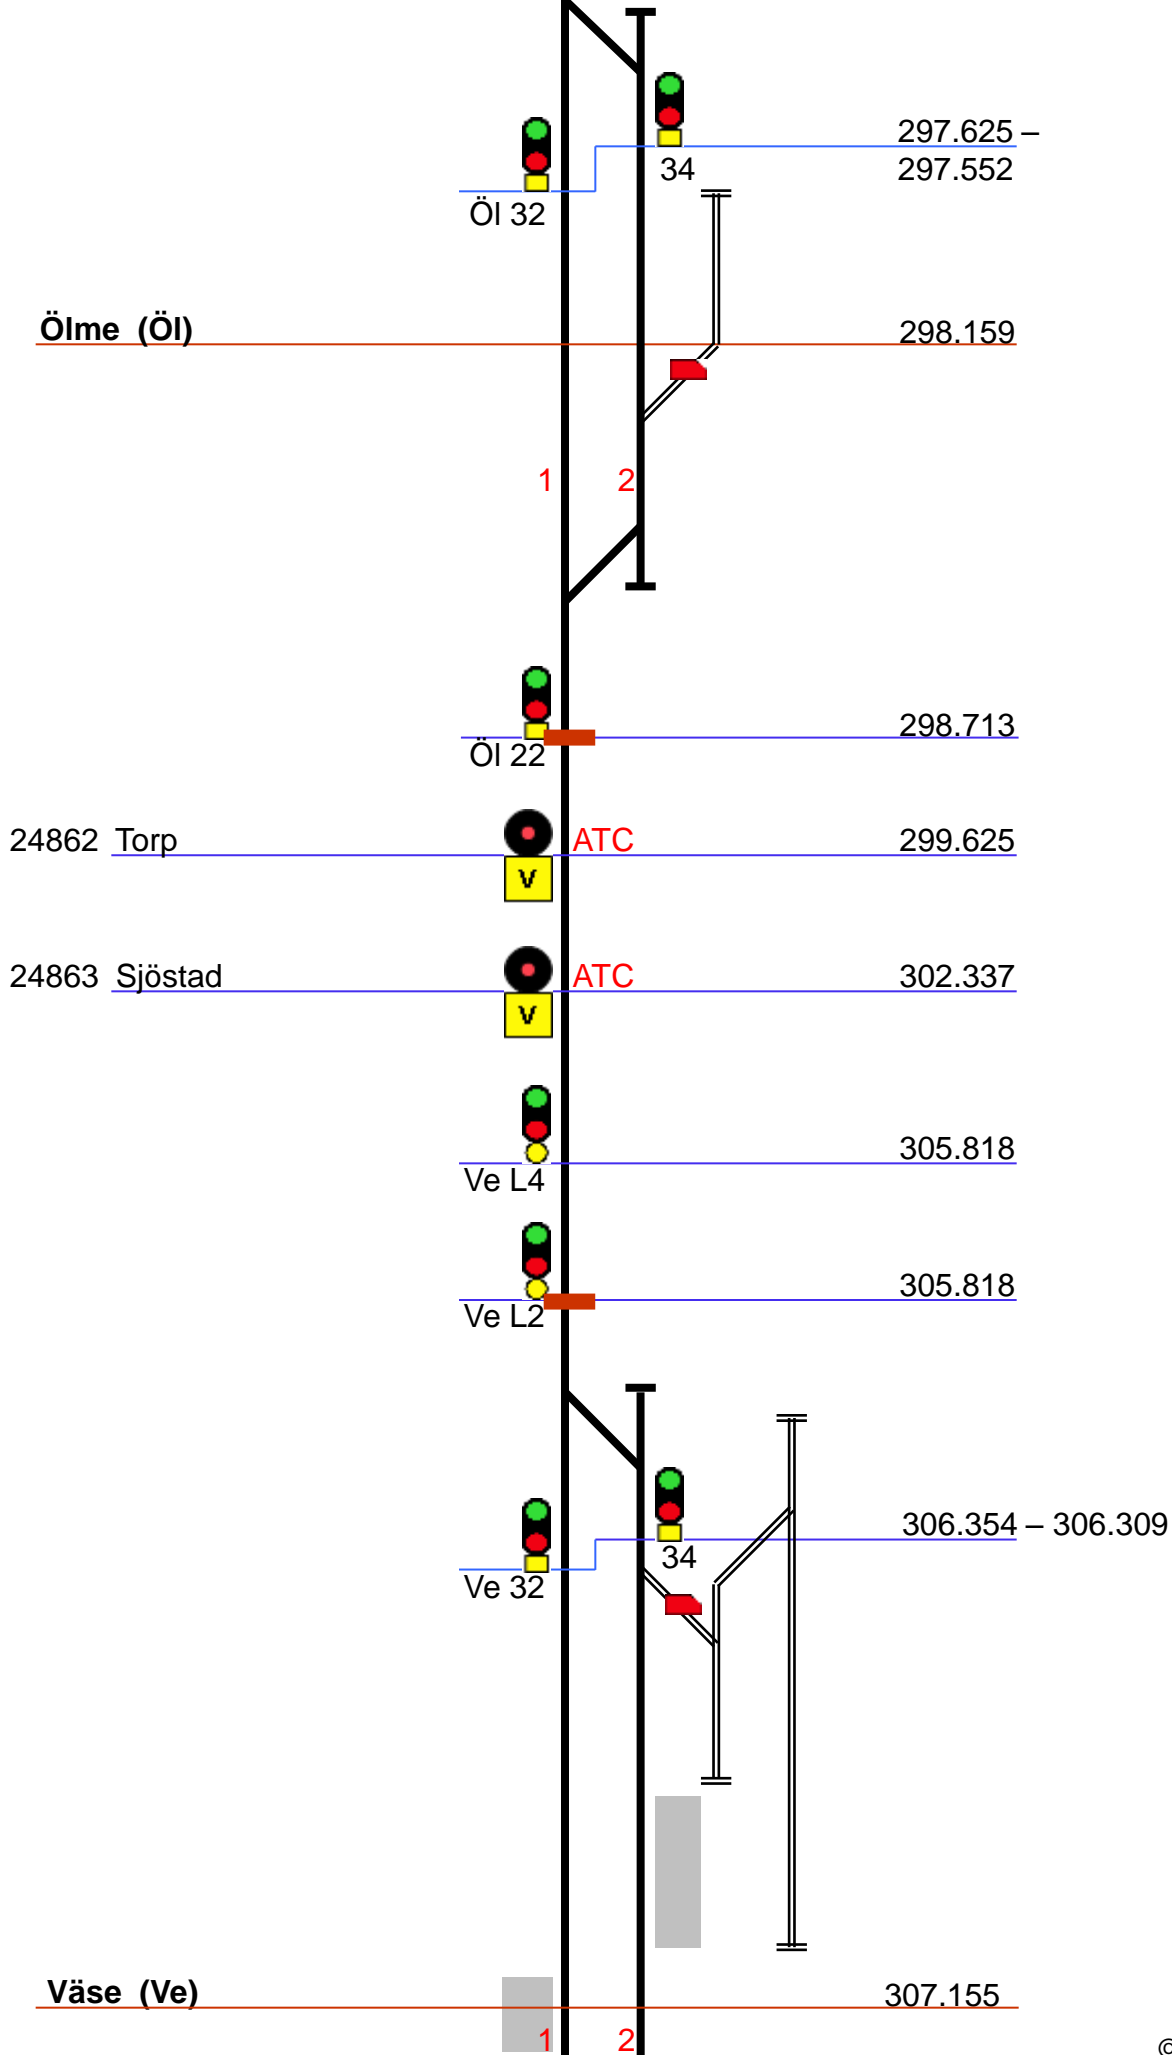 297.625 –
297.552
34
Öl 32
Ölme (Öl) 298.159
1 2
298.713
Öl 22
24862 Torp ATC 299.625
V
24863 Sjöstad ATC 302.337
V
305.818
Ve L4
305.818
Ve L2
306.354 – 306.309
34
Ve 32
Väse (Ve) 307.155
1 2
©